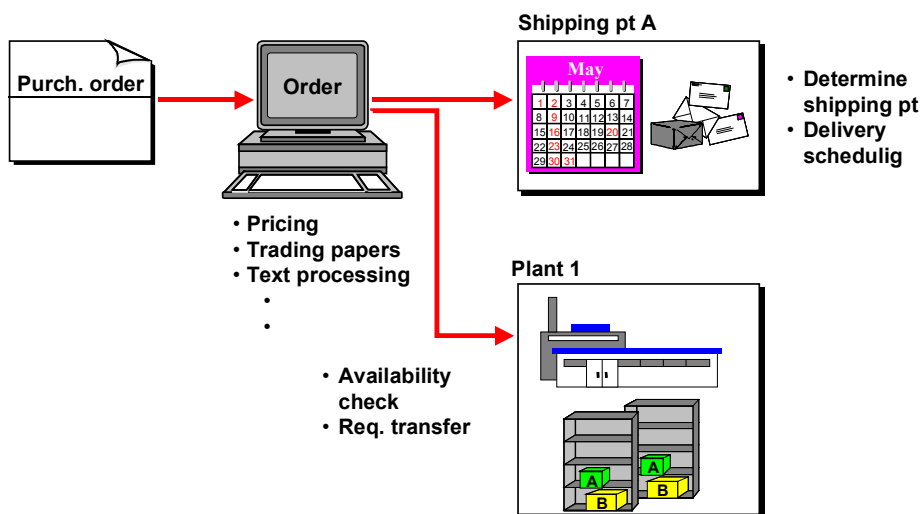 Shipping pt A
Purch. order
Order
May
1 2 3 4 5 6 7
8 9 10 11 12 13 14
15 16 17 18 19 20 21
22 23 24 25 26 27 28
29 30 31
• Determine
shipping pt
• Delivery
schedulig
• Pricing
• Trading papers
• Text processing
•
•
Plant 1
• Availability
check
• Req. transfer
A
A
B
B